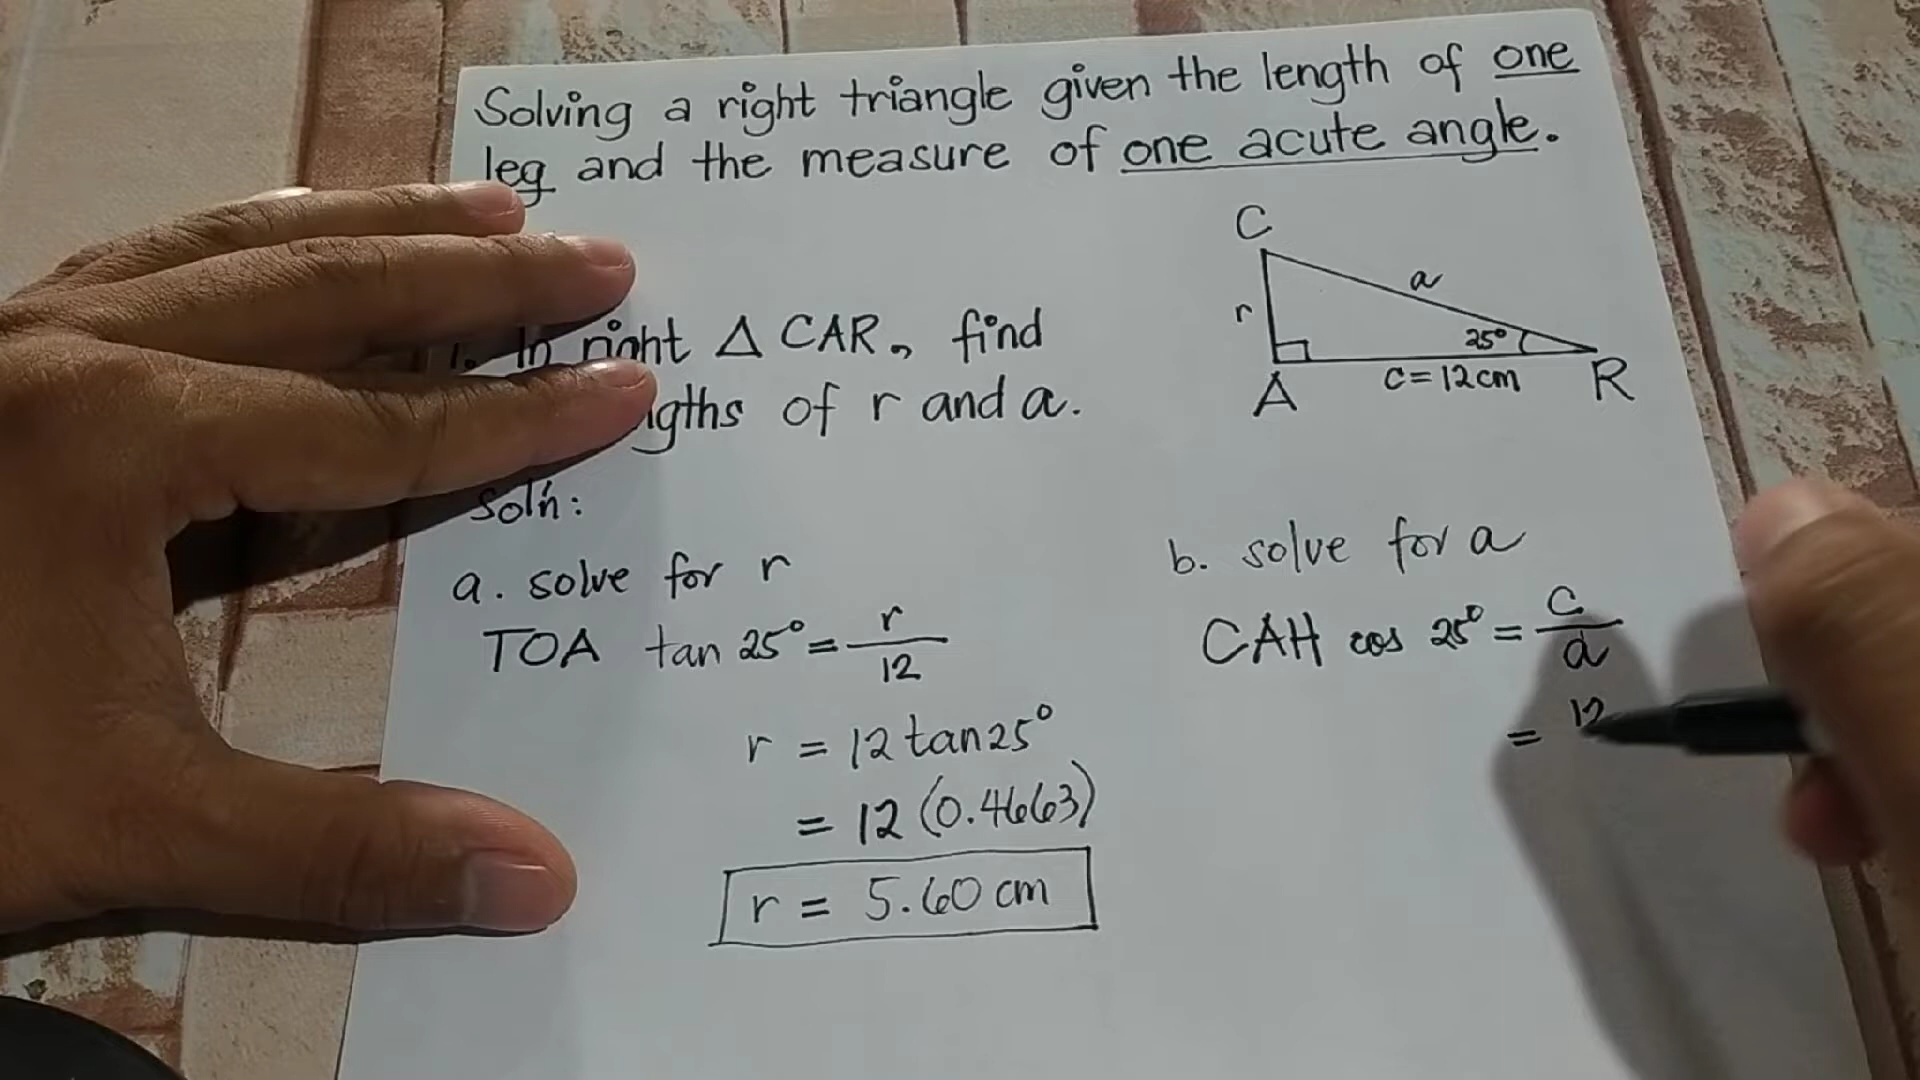 Solving a right triangle given the length of one
leg and the measure of one acute angle.
C
r
a
25°
A
c = 12 cm
R
1. In right △ CAR, find
of r and a.
Sol'n:
a. solve for r
TOA tan 25° = r/12
r = 12 tan 25°
= 12 (0.4663)
r = 5.60 cm
b. solve for a
CAH cos 25° = c/a
= 12